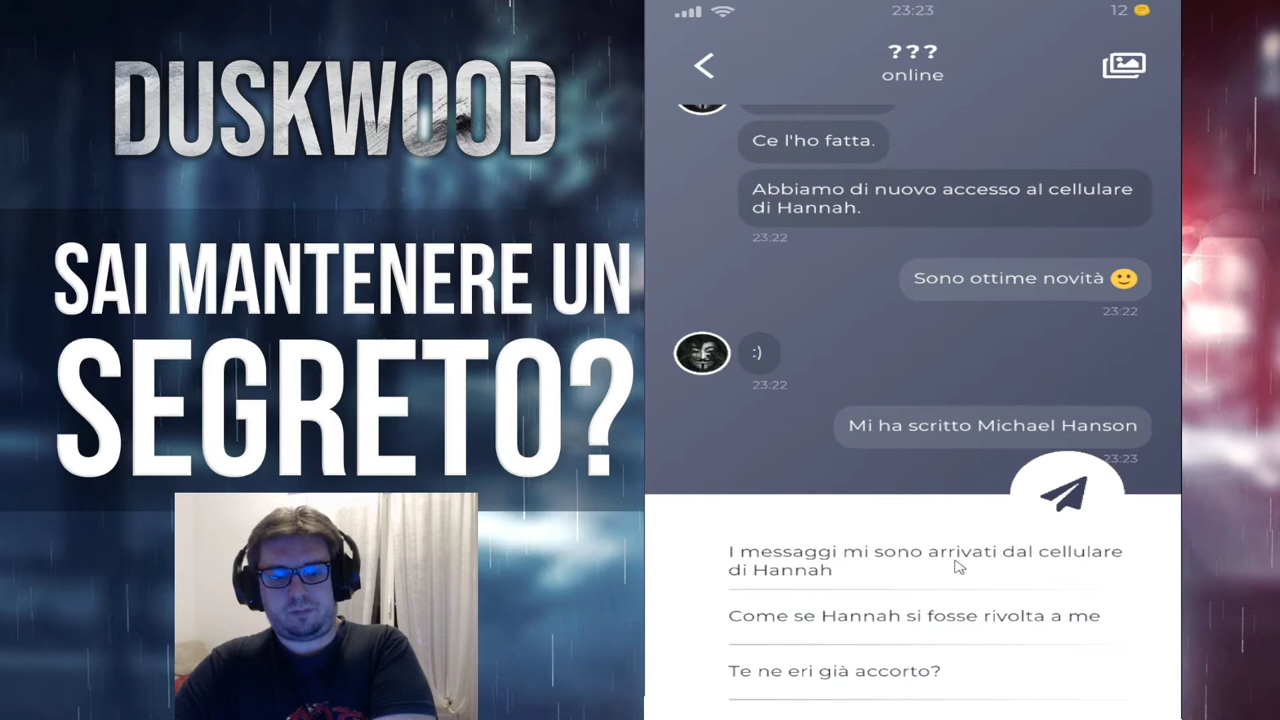 DUSKWOOD
SAI MANTENERE UN
SEGRETO?
23:23
12
???
online
Ce l'ho fatta.
Abbiamo di nuovo accesso al cellulare
di Hannah.
23:22
Sono ottime novità 🙂
23:22
:)
23:22
Mi ha scritto Michael Hanson
23:23
I messaggi mi sono arrivati dal cellulare
di Hannah
Come se Hannah si fosse rivolta a me
Te ne eri già accorto?